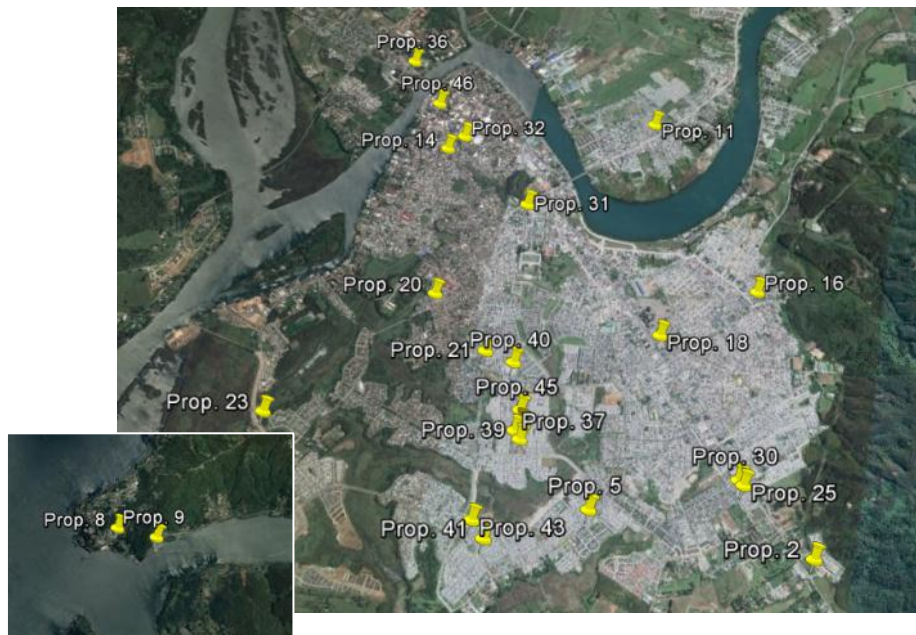 Prop. 36
Prop. 46
Prop. 32
Prop. 11
Prop. 14
Prop. 31
Prop. 20
Prop. 16
Prop. 40
Prop. 18
Prop. 21
Prop. 45
Prop. 23
Prop. 37
Prop. 39
Prop. 30
Prop. 5
Prop. 25
Prop. 8
Prop. 9
Prop. 41
Prop. 43
Prop. 2